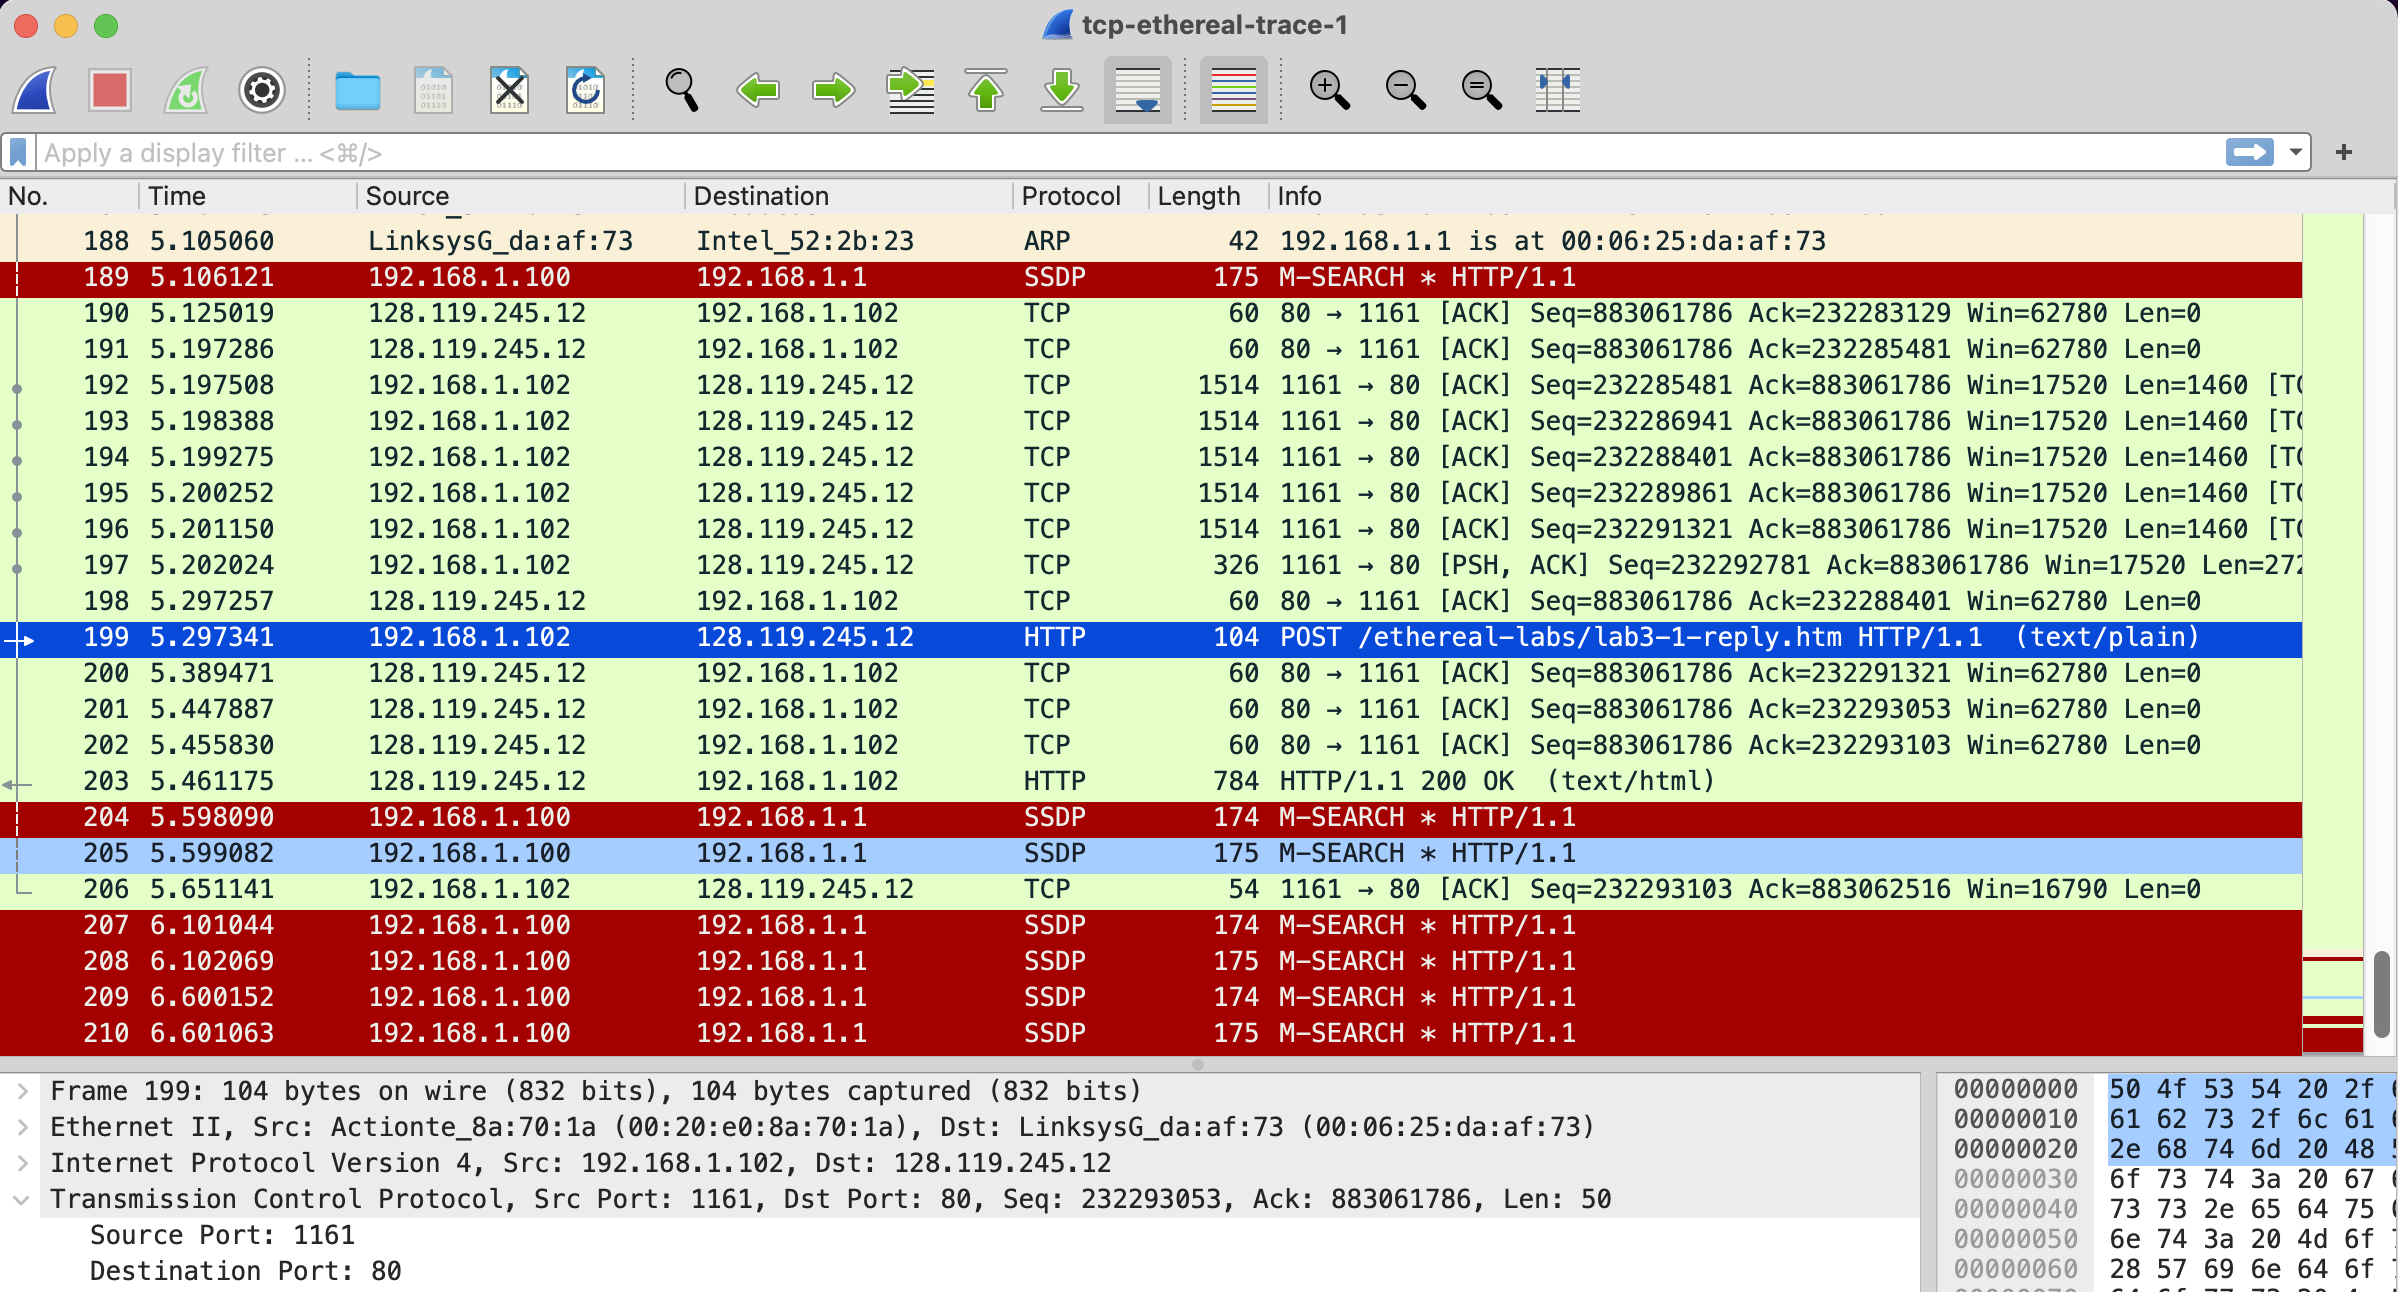 tcp-ethereal-trace-1
Apply a display filter ... <⌘/>
No. Time Source Destination Protocol Length Info
188 5.105060 LinksysG_da:af:73 Intel_52:2b:23 ARP 42 192.168.1.1 is at 00:06:25:da:af:73
189 5.106121 192.168.1.100 192.168.1.1 SSDP 175 M-SEARCH * HTTP/1.1
190 5.125019 128.119.245.12 192.168.1.102 TCP 60 80 → 1161 [ACK] Seq=883061786 Ack=232283129 Win=62780 Len=0
191 5.197286 128.119.245.12 192.168.1.102 TCP 60 80 → 1161 [ACK] Seq=883061786 Ack=232285481 Win=62780 Len=0
192 5.197508 192.168.1.102 128.119.245.12 TCP 1514 1161 → 80 [ACK] Seq=232285481 Ack=883061786 Win=17520 Len=1460
193 5.198388 192.168.1.102 128.119.245.12 TCP 1514 1161 → 80 [ACK] Seq=232286941 Ack=883061786 Win=17520 Len=1460
194 5.199275 192.168.1.102 128.119.245.12 TCP 1514 1161 → 80 [ACK] Seq=232288401 Ack=883061786 Win=17520 Len=1460
195 5.200252 192.168.1.102 128.119.245.12 TCP 1514 1161 → 80 [ACK] Seq=232289861 Ack=883061786 Win=17520 Len=1460
196 5.201150 192.168.1.102 128.119.245.12 TCP 1514 1161 → 80 [ACK] Seq=232291321 Ack=883061786 Win=17520 Len=1460
197 5.202024 192.168.1.102 128.119.245.12 TCP 326 1161 → 80 [PSH, ACK] Seq=232292781 Ack=883061786 Win=17520 Len=272
198 5.297257 128.119.245.12 192.168.1.102 TCP 60 80 → 1161 [ACK] Seq=883061786 Ack=232288401 Win=62780 Len=0
199 5.297341 192.168.1.102 128.119.245.12 HTTP 104 POST /ethereal-labs/lab3-1-reply.htm HTTP/1.1  (text/plain)
200 5.389471 128.119.245.12 192.168.1.102 TCP 60 80 → 1161 [ACK] Seq=883061786 Ack=232291321 Win=62780 Len=0
201 5.447887 128.119.245.12 192.168.1.102 TCP 60 80 → 1161 [ACK] Seq=883061786 Ack=232293053 Win=62780 Len=0
202 5.455830 128.119.245.12 192.168.1.102 TCP 60 80 → 1161 [ACK] Seq=883061786 Ack=232293103 Win=62780 Len=0
203 5.461175 128.119.245.12 192.168.1.102 HTTP 784 HTTP/1.1 200 OK  (text/html)
204 5.598090 192.168.1.100 192.168.1.1 SSDP 174 M-SEARCH * HTTP/1.1
205 5.599082 192.168.1.100 192.168.1.1 SSDP 175 M-SEARCH * HTTP/1.1
206 5.651141 192.168.1.102 128.119.245.12 TCP 54 1161 → 80 [ACK] Seq=232293103 Ack=883062516 Win=16790 Len=0
207 6.101044 192.168.1.100 192.168.1.1 SSDP 174 M-SEARCH * HTTP/1.1
208 6.102069 192.168.1.100 192.168.1.1 SSDP 175 M-SEARCH * HTTP/1.1
209 6.600152 192.168.1.100 192.168.1.1 SSDP 174 M-SEARCH * HTTP/1.1
210 6.601063 192.168.1.100 192.168.1.1 SSDP 175 M-SEARCH * HTTP/1.1
Frame 199: 104 bytes on wire (832 bits), 104 bytes captured (832 bits)
Ethernet II, Src: Actionte_8a:70:1a (00:20:e0:8a:70:1a), Dst: LinksysG_da:af:73 (00:06:25:da:af:73)
Internet Protocol Version 4, Src: 192.168.1.102, Dst: 128.119.245.12
Transmission Control Protocol, Src Port: 1161, Dst Port: 80, Seq: 232293053, Ack: 883061786, Len: 50
Source Port: 1161
Destination Port: 80
00000000 50 4f 53 54 20 2f
00000010 61 62 73 2f 6c 61
00000020 2e 68 74 6d 20 48
00000030 6f 73 74 3a 20 67
00000040 73 73 2e 65 64 75
00000050 6e 74 3a 20 4d 6f
00000060 28 57 69 6e 64 6f